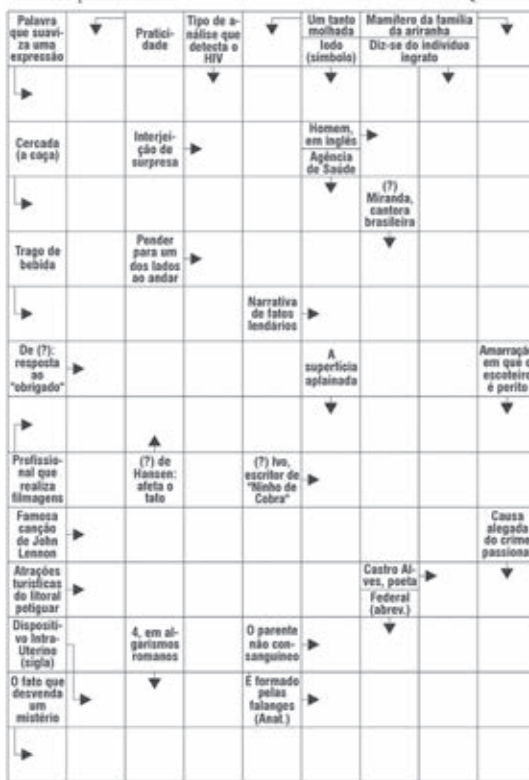 Palavra
que suavi-
za uma
expressão
Pratici-
dade
Tipo de a-
nálise que
detecta o
HIV
Um tanto
molhada
Iodo
(símbolo)
Mamífero da família
da ariranha
Diz-se do indivíduo
ingrato
Cercada
(a caça)
Interjei-
ção de
surpresa
Homem,
em inglês
Agência
de Saúde
(?)
Miranda,
cantora
brasileira
Trago de
bebida
Pender
para um
dos lados
ao andar
Narrativa
de fatos
lendários
De (?):
resposta
ao
"obrigado"
A
superfície
aplainada
Amarração
em que o
escoteiro
é perito
Profissio-
nal que
realiza
filmagens
(?) de
Hansen:
afeta o
tato
(?) Ivo,
escritor de
"Ninho de
Cobra"
Famosa
canção
de John
Lennon
Causa
alegada
do crime
passional
Atrações
turísticas
do litoral
potiguar
Castro Al-
ves, poeta
Federal
(abrev.)
Dispositi-
vo Intra-
Uterino
(sigla)
4, em al-
garismos
romanos
O parente
não con-
sanguíneo
O fato que
desvenda
um
mistério
É formado
pelas
falanges
(Anat.)